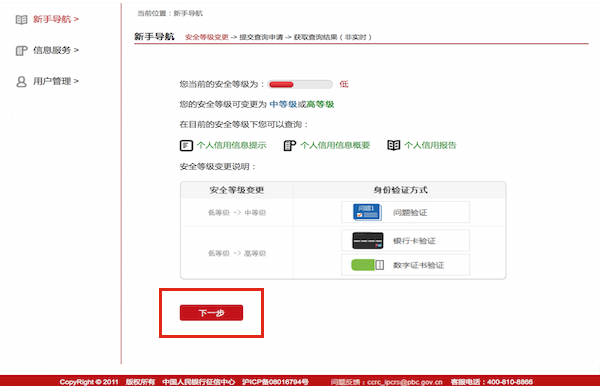 新手导航 >
信息服务 >
用户管理 >
当前位置：新手导航
新手导航 安全等级变更 -> 提交查询申请 -> 获取查询结果（非实时）
您当前的安全等级为： 低
您的安全等级可变更为 中等级或高等级
在目前的安全等级下您可以查询：
个人信用信息提示 个人信用信息概要 个人信用报告
安全等级变更说明：
安全等级变更 身份验证方式
低等级 -> 中等级 问题1 问题验证
低等级 -> 高等级 银行卡验证
数字证书验证
下一步
CopyRight © 2011 版权所有 中国人民银行征信中心 沪ICP备08016794号 问题反馈：ccrc_ipcrs@pbc.gov.cn 客服电话：400-810-8866